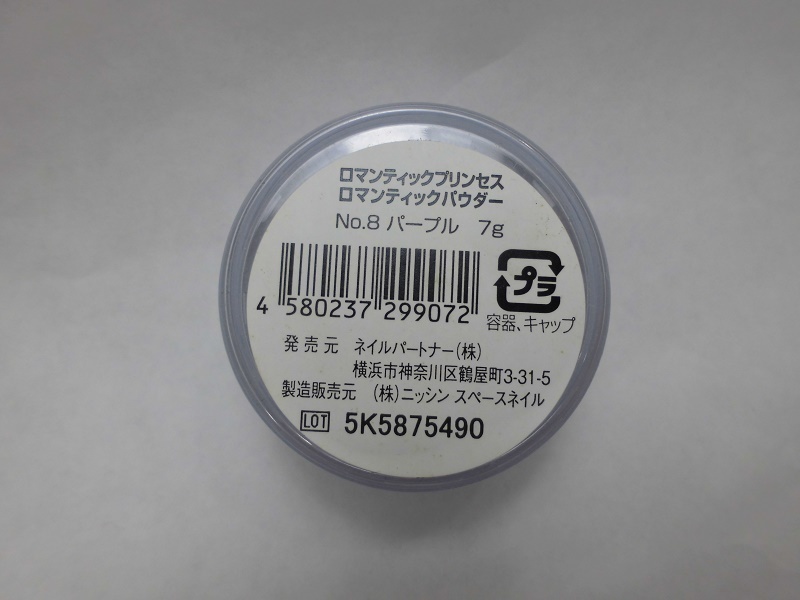 ロマンティックプリンセス
ロマンティックパウダー
No.8 パープル 7g
4 580237 299072
プラ
容器、キャップ
発売元 ネイルパートナー(株)
横浜市神奈川区鶴屋町3-31-5
製造販売元 (株)ニッシン スペースネイル
LOT 5K5875490